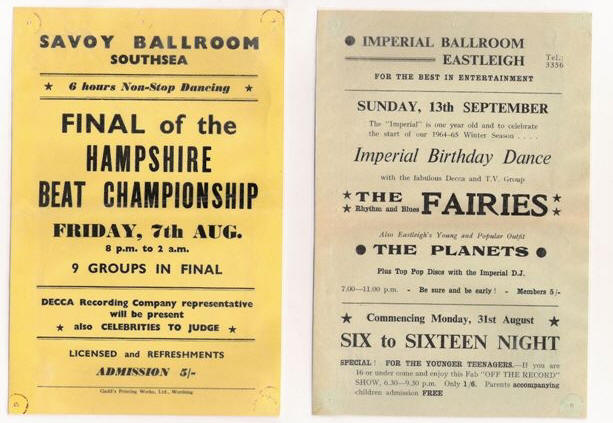 SAVOY BALLROOM
SOUTHSEA
6 hours Non-Stop Dancing
FINAL of the
HAMPSHIRE
BEAT CHAMPIONSHIP
FRIDAY, 7th AUG.
8 p.m. to 2 a.m.
9 GROUPS IN FINAL
DECCA Recording Company representative
will be present
also CELEBRITIES TO JUDGE
LICENSED and REFRESHMENTS
ADMISSION 5/-
Gadd's Printing Works, Ltd., Worthing
IMPERIAL BALLROOM
EASTLEIGH
Tel.:
3356
FOR THE BEST IN ENTERTAINMENT
SUNDAY, 13th SEPTEMBER
The "Imperial" is one year old and to celebrate
the start of our 1964-65 Winter Season . . . .
Imperial Birthday Dance
with the fabulous Decca and T.V. Group
THE
Rhythm and Blues
FAIRIES
Also Eastleigh's Young and Popular Outfit
THE PLANETS
Plus Top Pop Discs with the Imperial D.J.
7.00—11.00 p.m. - Be sure and be early! - Members 5/-
Commencing Monday, 31st August
SIX to SIXTEEN NIGHT
SPECIAL! FOR THE YOUNGER TEENAGERS.—If you are
16 or under come and enjoy this Fab "OFF THE RECORD"
SHOW, 6.30—9.30 p.m. Only 1/6. Parents accompanying
children admission FREE